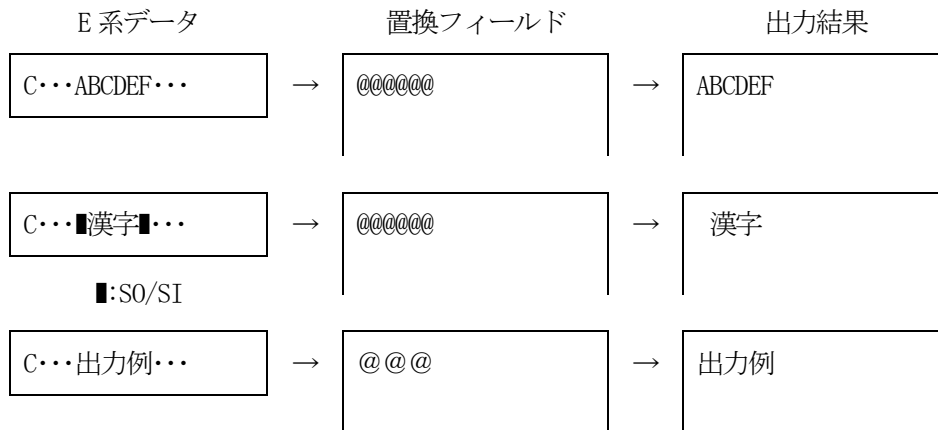 E 系データ 置換フィールド 出力結果
C･･･ABCDEF･･･ → @@@@@@ → ABCDEF
C･･･▮漢字▮･･･ → @@@@@@ → 漢字
▮:SO/SI
C･･･出力例･･･ → ＠＠＠ → 出力例